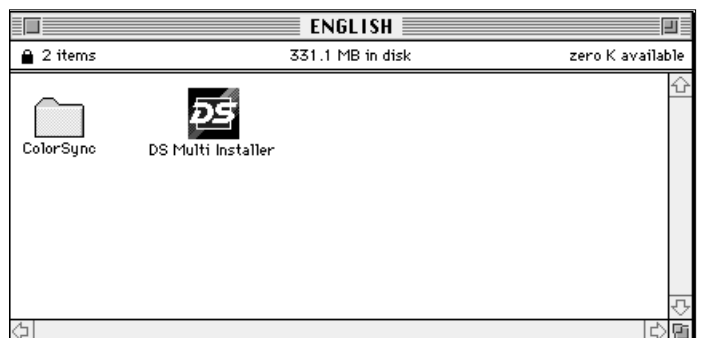 ENGLISH
2 items 331.1 MB in disk zero K available
DS
ColorSync DS Multi Installer